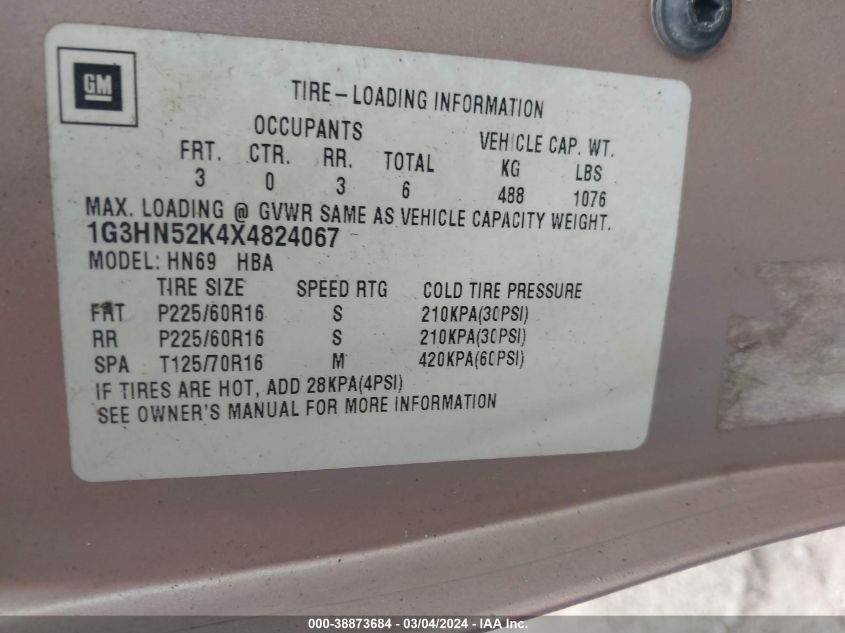 GM
TIRE-LOADING INFORMATION
OCCUPANTS VEHICLE CAP. WT.
FRT. CTR. RR. TOTAL KG LBS
3 0 3 6 488 1076
MAX. LOADING @ GVWR SAME AS VEHICLE CAPACITY WEIGHT.
1G3HN52K4X4824067
MODEL: HN69 HBA
TIRE SIZE SPEED RTG COLD TIRE PRESSURE
FRT P225/60R16 S 210KPA(30PSI)
RR P225/60R16 S 210KPA(30PSI)
SPA T125/70R16 M 420KPA(60PSI)
IF TIRES ARE HOT, ADD 28KPA(4PSI)
SEE OWNER'S MANUAL FOR MORE INFORMATION
000-38873684 - 03/04/2024 - IAA Inc.